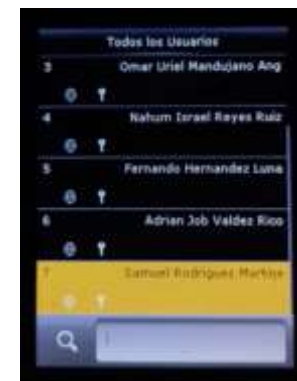 Todos los Usuarios
3 Omar Uriel Mandujano Ang
4 Nahum Israel Reyes Ruiz
5 Fernando Hernandez Luna
6 Adrian Job Valdez Rico
7 Samuel Rodriguez Martine